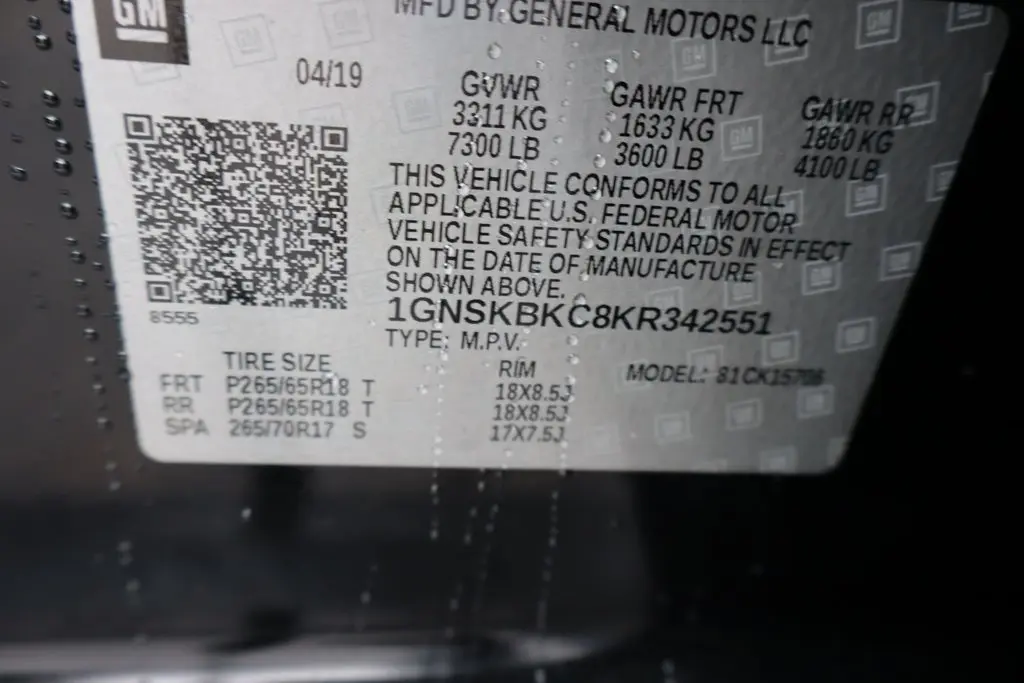 GM
MFD BY GENERAL MOTORS LLC
04/19
GVWR
3311 KG
7300 LB
GAWR FRT
1633 KG
3600 LB
GAWR RR
1860 KG
4100 LB
THIS VEHICLE CONFORMS TO ALL
APPLICABLE U.S. FEDERAL MOTOR
VEHICLE SAFETY STANDARDS IN EFFECT
ON THE DATE OF MANUFACTURE
SHOWN ABOVE.
8555
1GNSKBKC8KR342551
TYPE: M.P.V.
TIRE SIZE RIM MODEL:
FRT P265/65R18 T 18X8.5J
RR P265/65R18 T 18X8.5J
SPA 265/70R17 S 17X7.5J